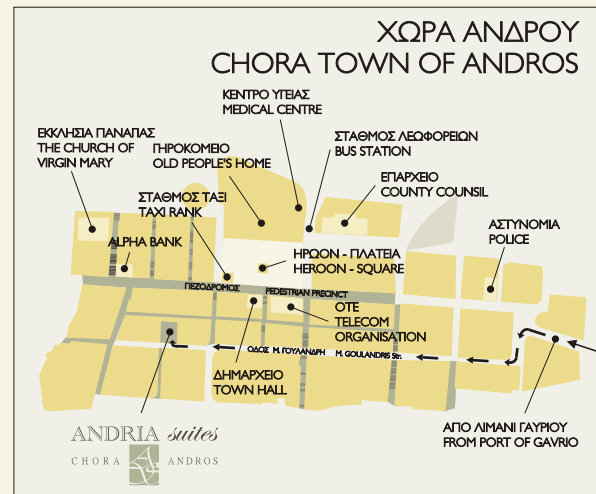 ΧΩΡΑ ΑΝΔΡΟΥ
CHORA TOWN OF ANDROS
ΚΕΝΤΡΟ ΥΓΕΙΑΣ
MEDICAL CENTRE
ΕΚΚΛΗΣΙΑ ΠΑΝΑΓΙΑΣ
THE CHURCH OF
VIRGIN MARY
ΓΗΡΟΚΟΜΕΙΟ
OLD PEOPLE'S HOME
ΣΤΑΘΜΟΣ ΛΕΩΦΟΡΕΙΩΝ
BUS STATION
ΕΠΑΡΧΕΙΟ
COUNTY COUNSIL
ΣΤΑΘΜΟΣ ΤΑΞΙ
TAXI RANK
ΑΣΤΥΝΟΜΙΑ
POLICE
ALPHA BANK
ΗΡΩΟΝ - ΠΛΑΤΕΙΑ
HEROON - SQUARE
ΠΕΖΟΔΡΟΜΟΣ PEDESTRIAN PRECINCT
ΟΤΕ
TELECOM
ORGANISATION
ΟΔΟΣ Μ. ΓΟΥΛΑΝΔΡΗ M. GOULANDRIS Str.
ΔΗΜΑΡΧΕΙΟ
TOWN HALL
ΑΠΟ ΛΙΜΑΝΙ ΓΑΥΡΙΟΥ
FROM PORT OF GAVRIO
ANDRIA suites
CHORA ANDROS